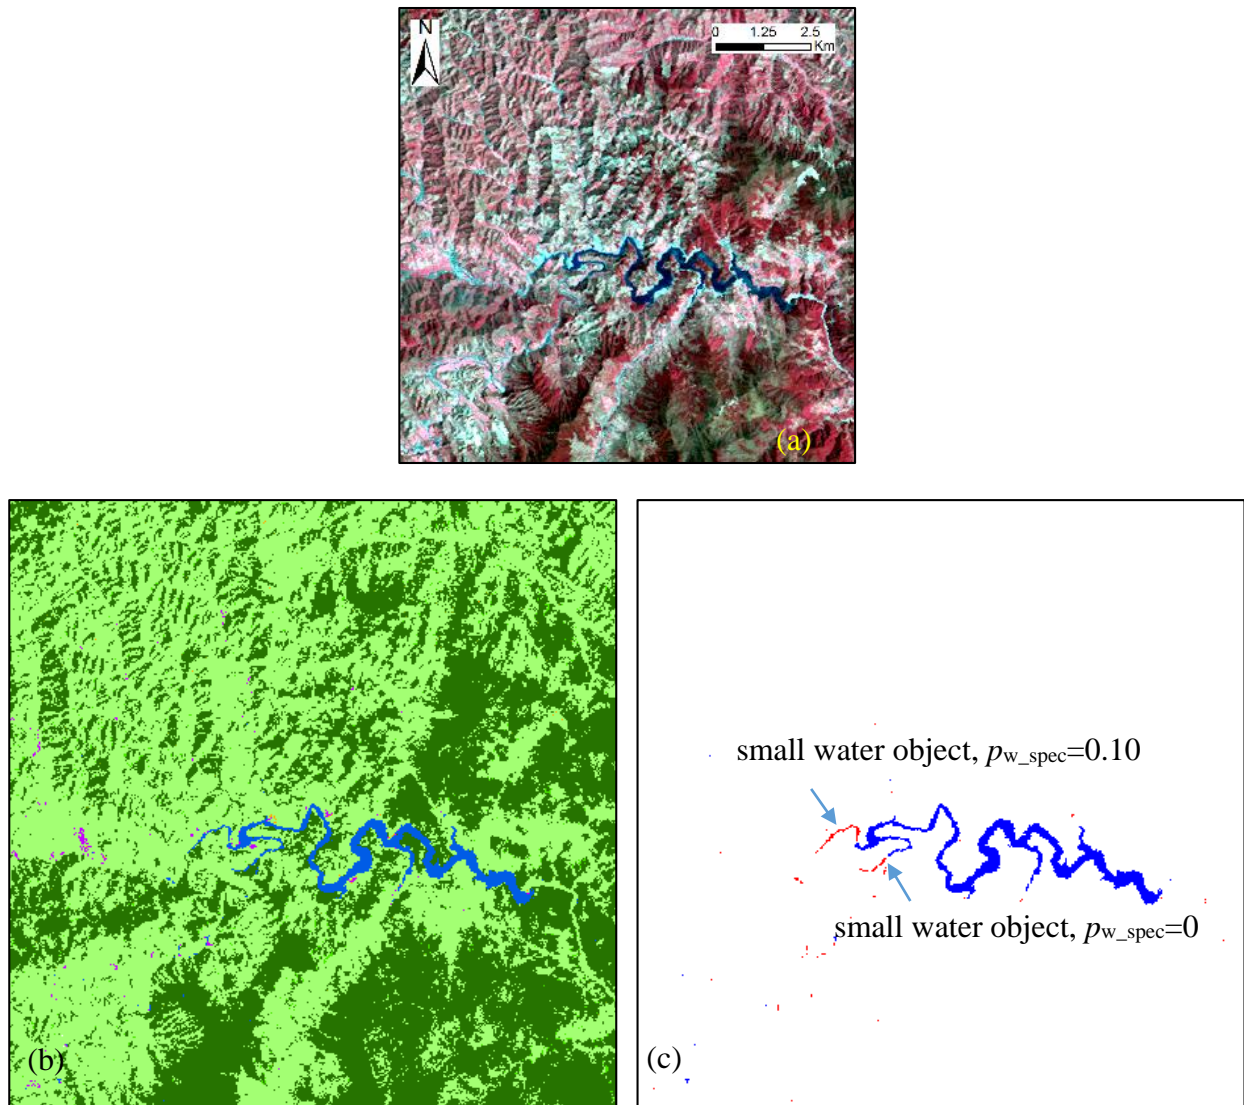 N
0 1.25 2.5
Km
(a)
small water object, pw_spec=0.10
small water object, pw_spec=0
(b)
(c)